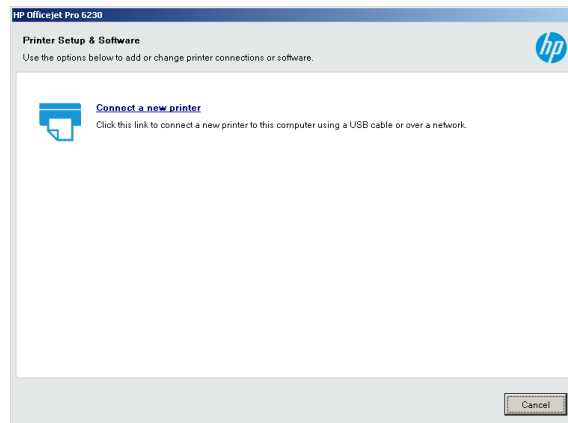 HP Officejet Pro 6230
Printer Setup & Software
Use the options below to add or change printer connections or software.
hp
Connect a new printer
Click this link to connect a new printer to this computer using a USB cable or over a network.
Cancel